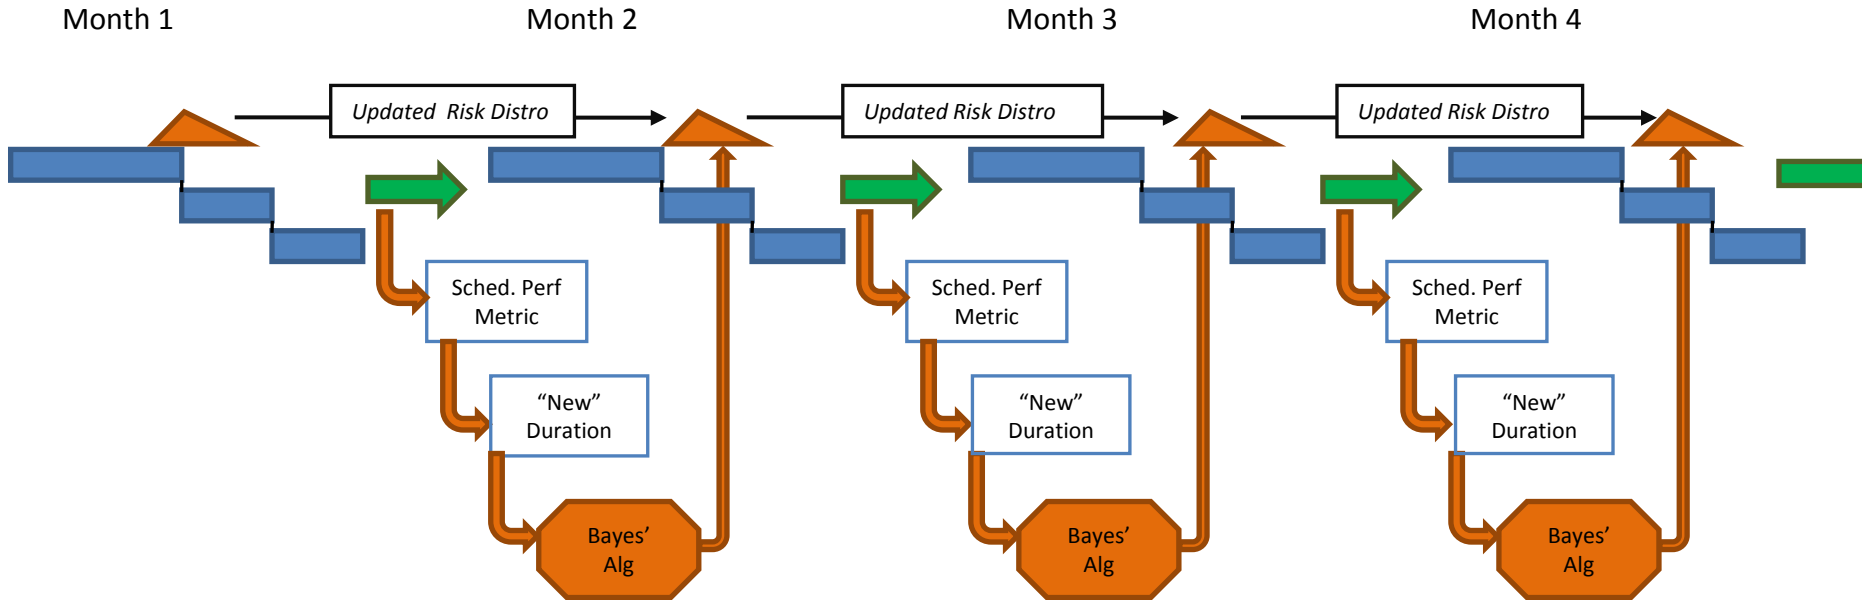 Month 1
Month 2
Month 3
Month 4
Updated Risk Distro
Updated Risk Distro
Updated Risk Distro
Sched. Perf
Metric
“New”
Duration
Bayes’
Alg
Sched. Perf
Metric
“New”
Duration
Bayes’
Alg
Sched. Perf
Metric
“New”
Duration
Bayes’
Alg